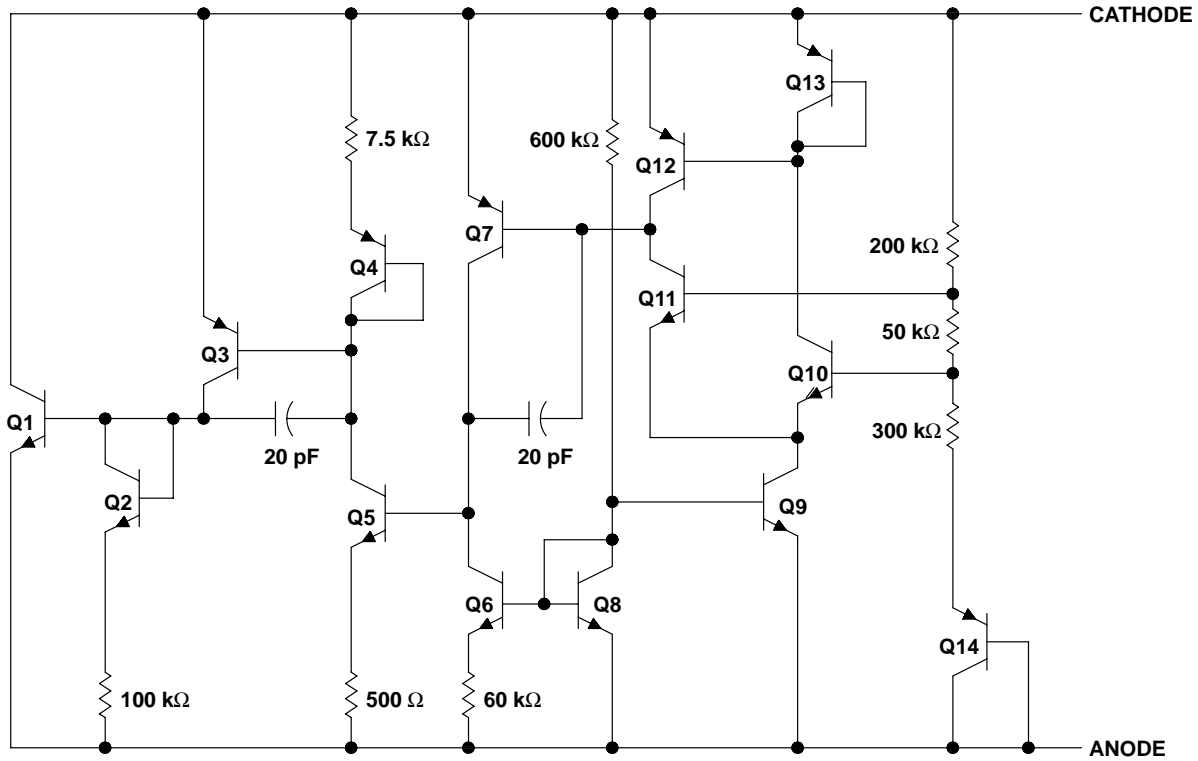 CATHODE
Q13
7.5 kΩ
600 kΩ
Q12
Q7
200 kΩ
Q4
Q11
50 kΩ
Q3
Q10
Q1
300 kΩ
20 pF
20 pF
Q2
Q5
Q9
Q6
Q8
Q14
100 kΩ
500 Ω
60 kΩ
ANODE